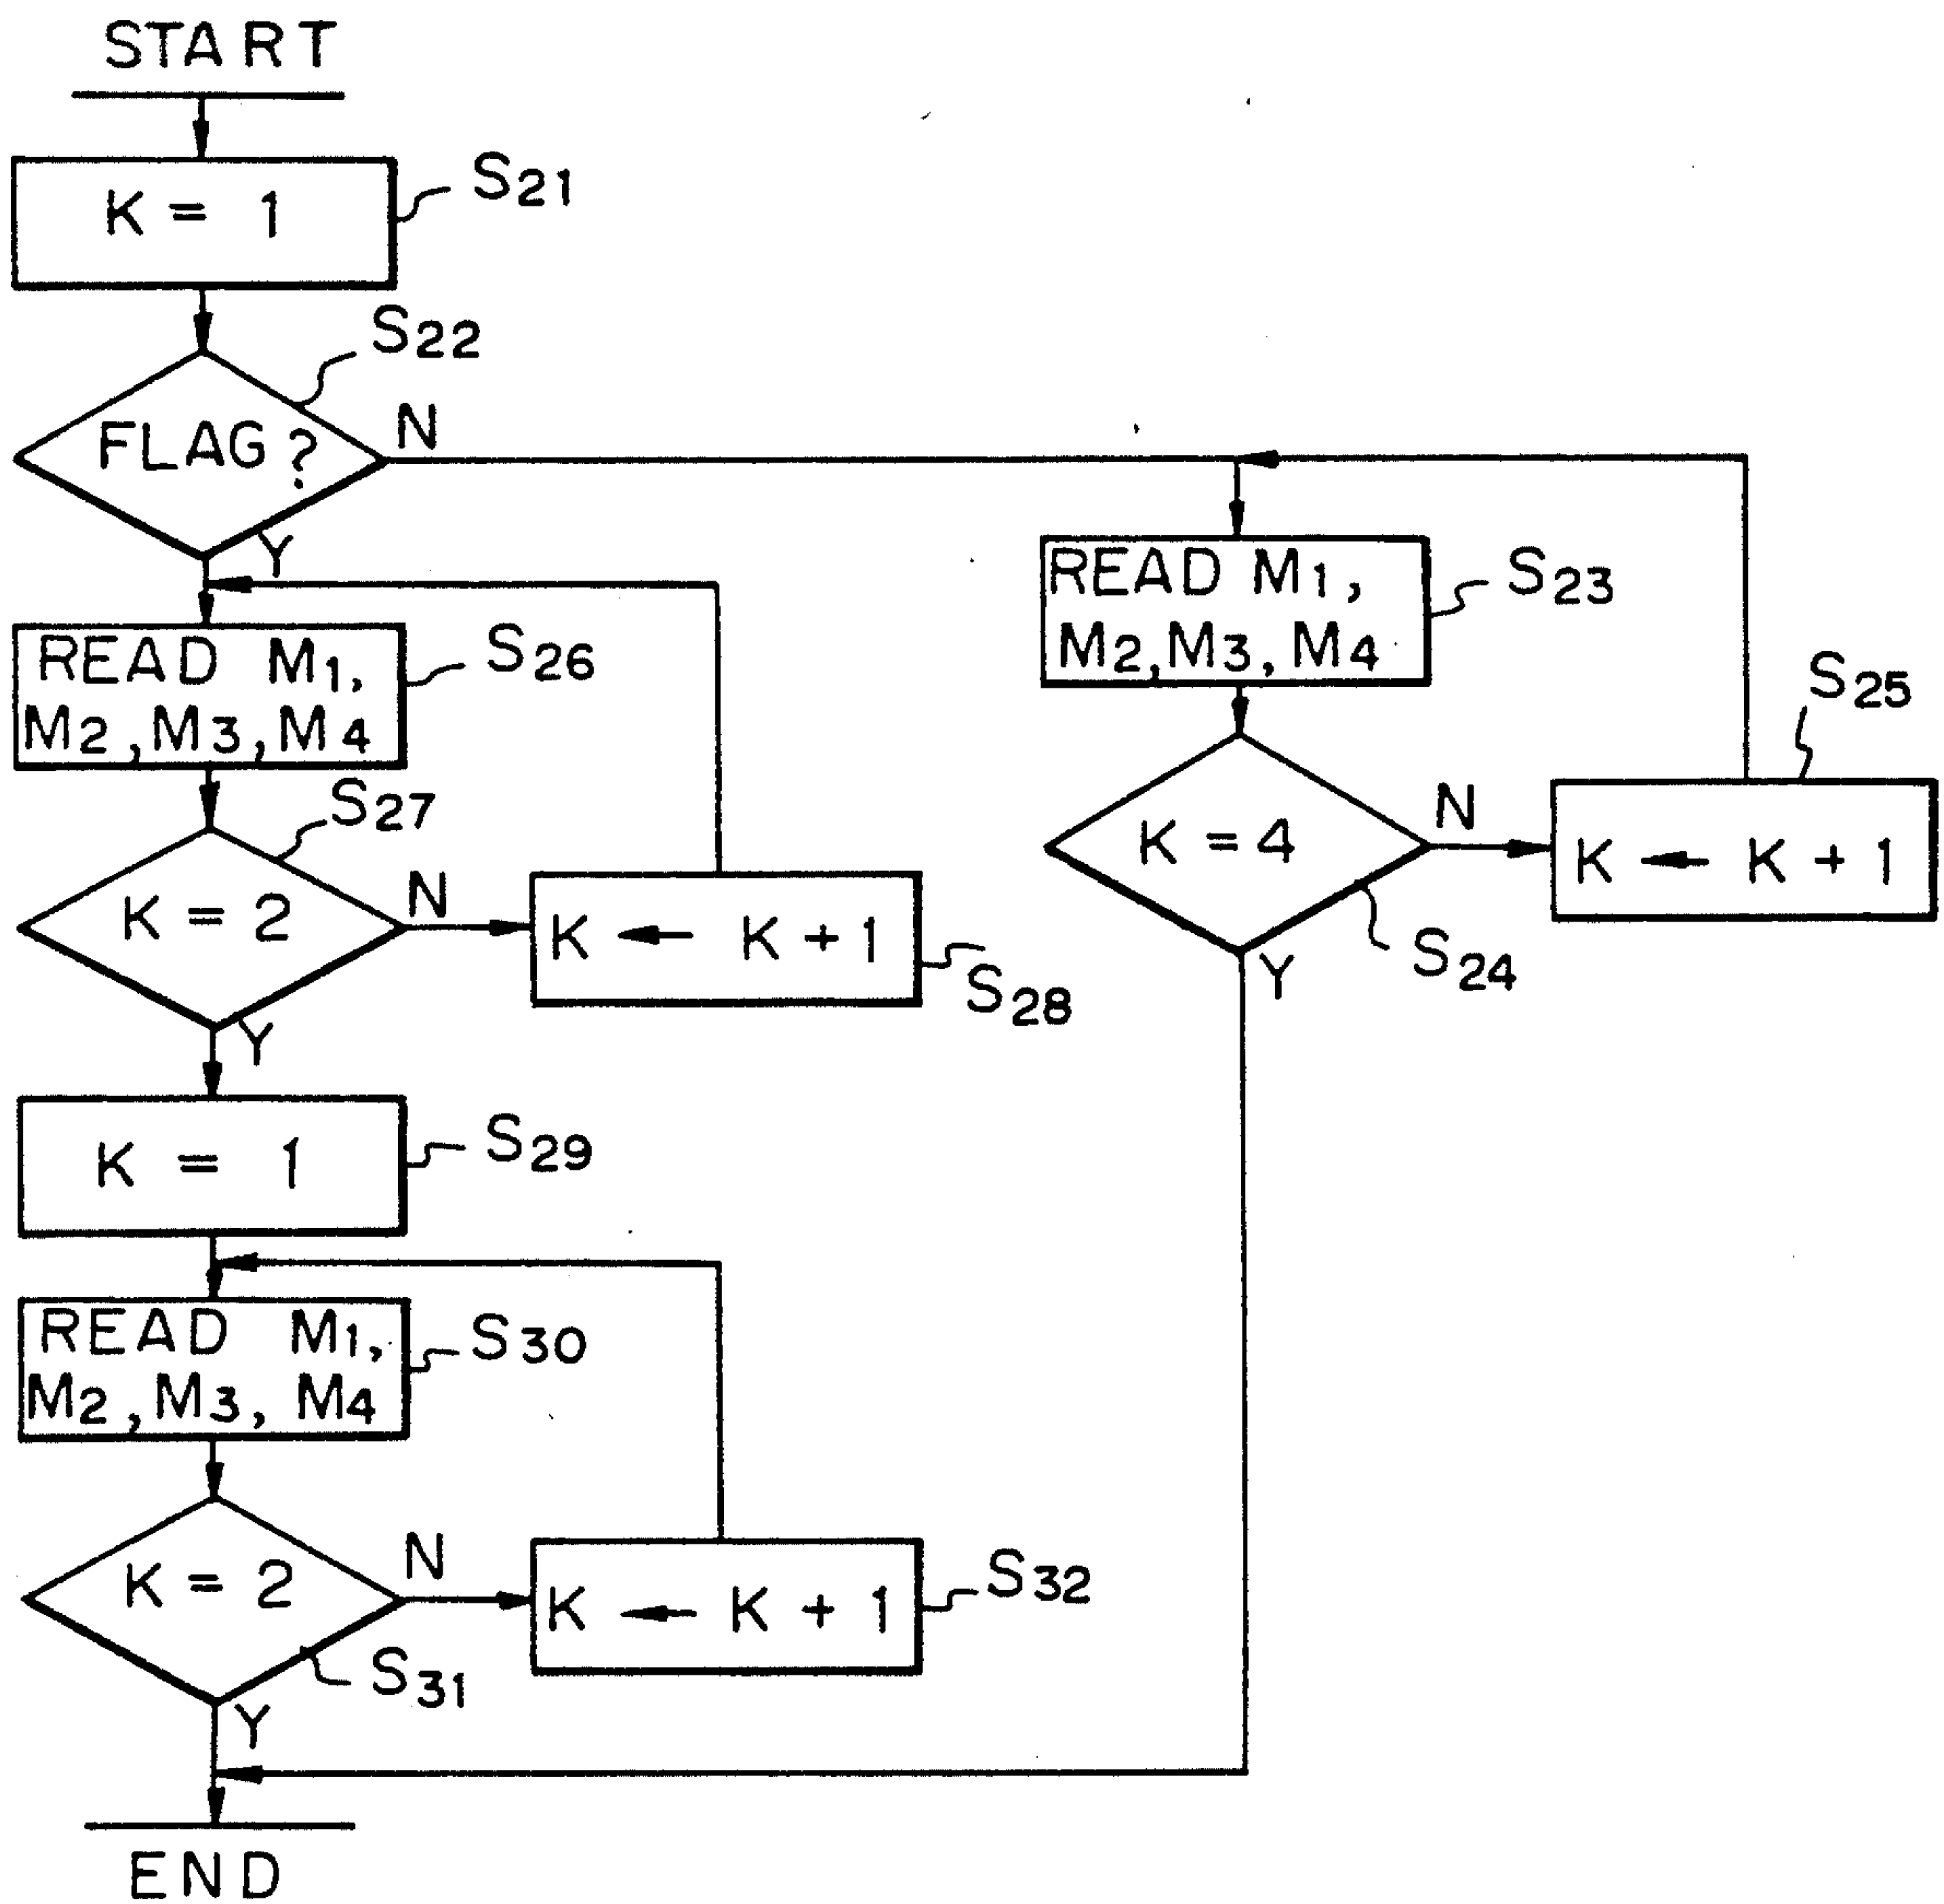 START
K = 1
S21
S22
FLAG ?
N
Y
READ M1,
M2, M3, M4
S26
S27
K = 2
N
K ← K + 1
S28
Y
K = 1
S29
READ M1,
M2, M3, M4
S30
K = 2
N
K ← K + 1
S32
S31
Y
END
READ M1,
M2, M3, M4
S23
K = 4
N
S25
K ← K + 1
S24
Y